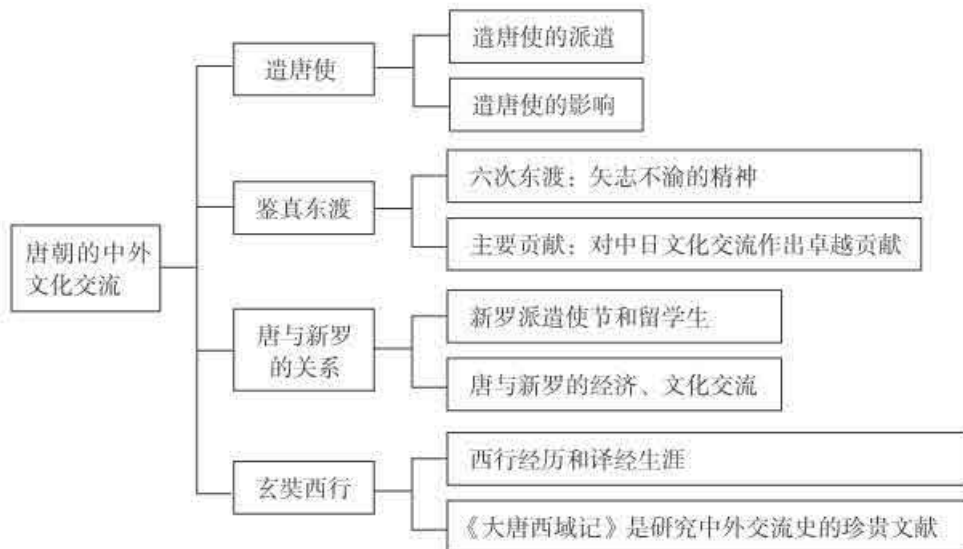 唐朝的中外
文化交流
遣唐使
遣唐使的派遣
遣唐使的影响
鉴真东渡
六次东渡：矢志不渝的精神
主要贡献：对中日文化交流作出卓越贡献
唐与新罗
的关系
新罗派遣使节和留学生
唐与新罗的经济、文化交流
玄奘西行
西行经历和译经生涯
《大唐西域记》是研究中外交流史的珍贵文献